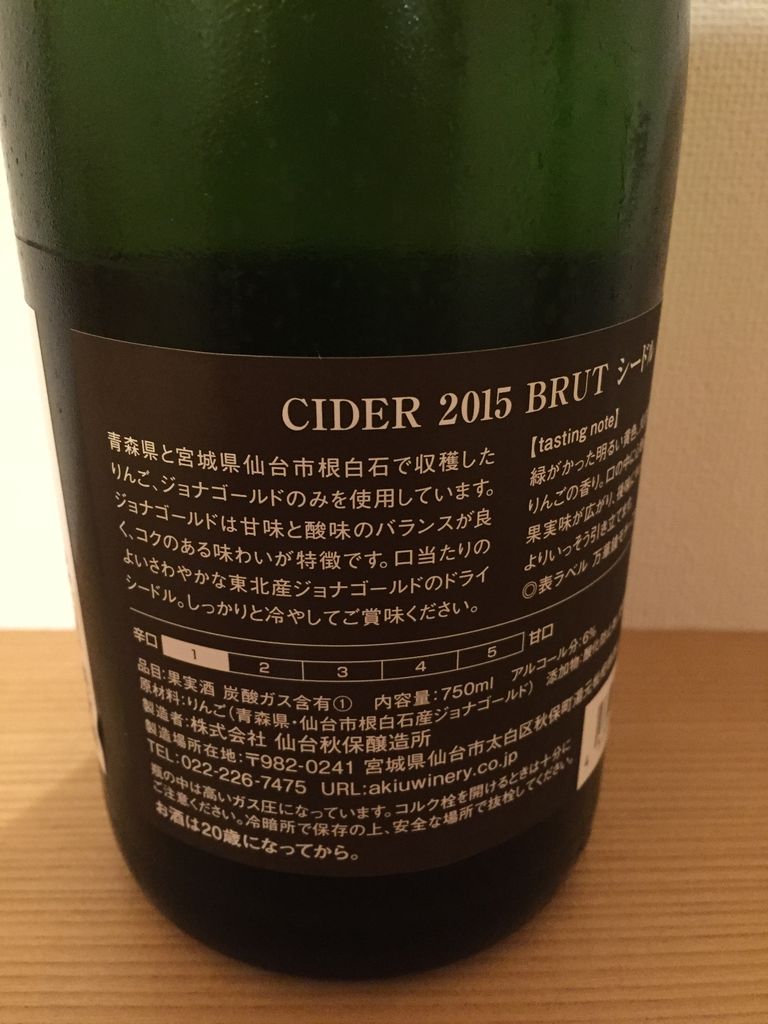 CIDER 2015 BRUT シードル
青森県と宮城県仙台市根白石で収穫した
りんご、ジョナゴールドのみを使用しています。
ジョナゴールドは甘味と酸味のバランスが良
く、コクのある味わいが特徴です。口当たりの
よいさわやかな東北産ジョナゴールドのドライ
シードル。しっかりと冷やしてご賞味ください。
【tasting note】
緑がかった明るい黄色。
りんごの香り。口の中に
果実味が広がり、
よりいっそう引き立てます
◎表ラベル
辛口 1 2 3 4 5 甘口
品目:果実酒 炭酸ガス含有① 内容量:750ml アルコール分:6%
原材料:りんご(青森県・仙台市根白石産ジョナゴールド) 添加物:酸化防止
製造者:株式会社 仙台秋保醸造所
製造場所在地:〒982-0241 宮城県仙台市太白区秋保町湯元
TEL:022-226-7475 URL:akiuwinery.co.jp
瓶の中は高いガス圧になっています。コルク栓を開けるときは十分に
ご注意ください。冷暗所で保存の上、安全な場所で抜栓してください。
お酒は20歳になってから。